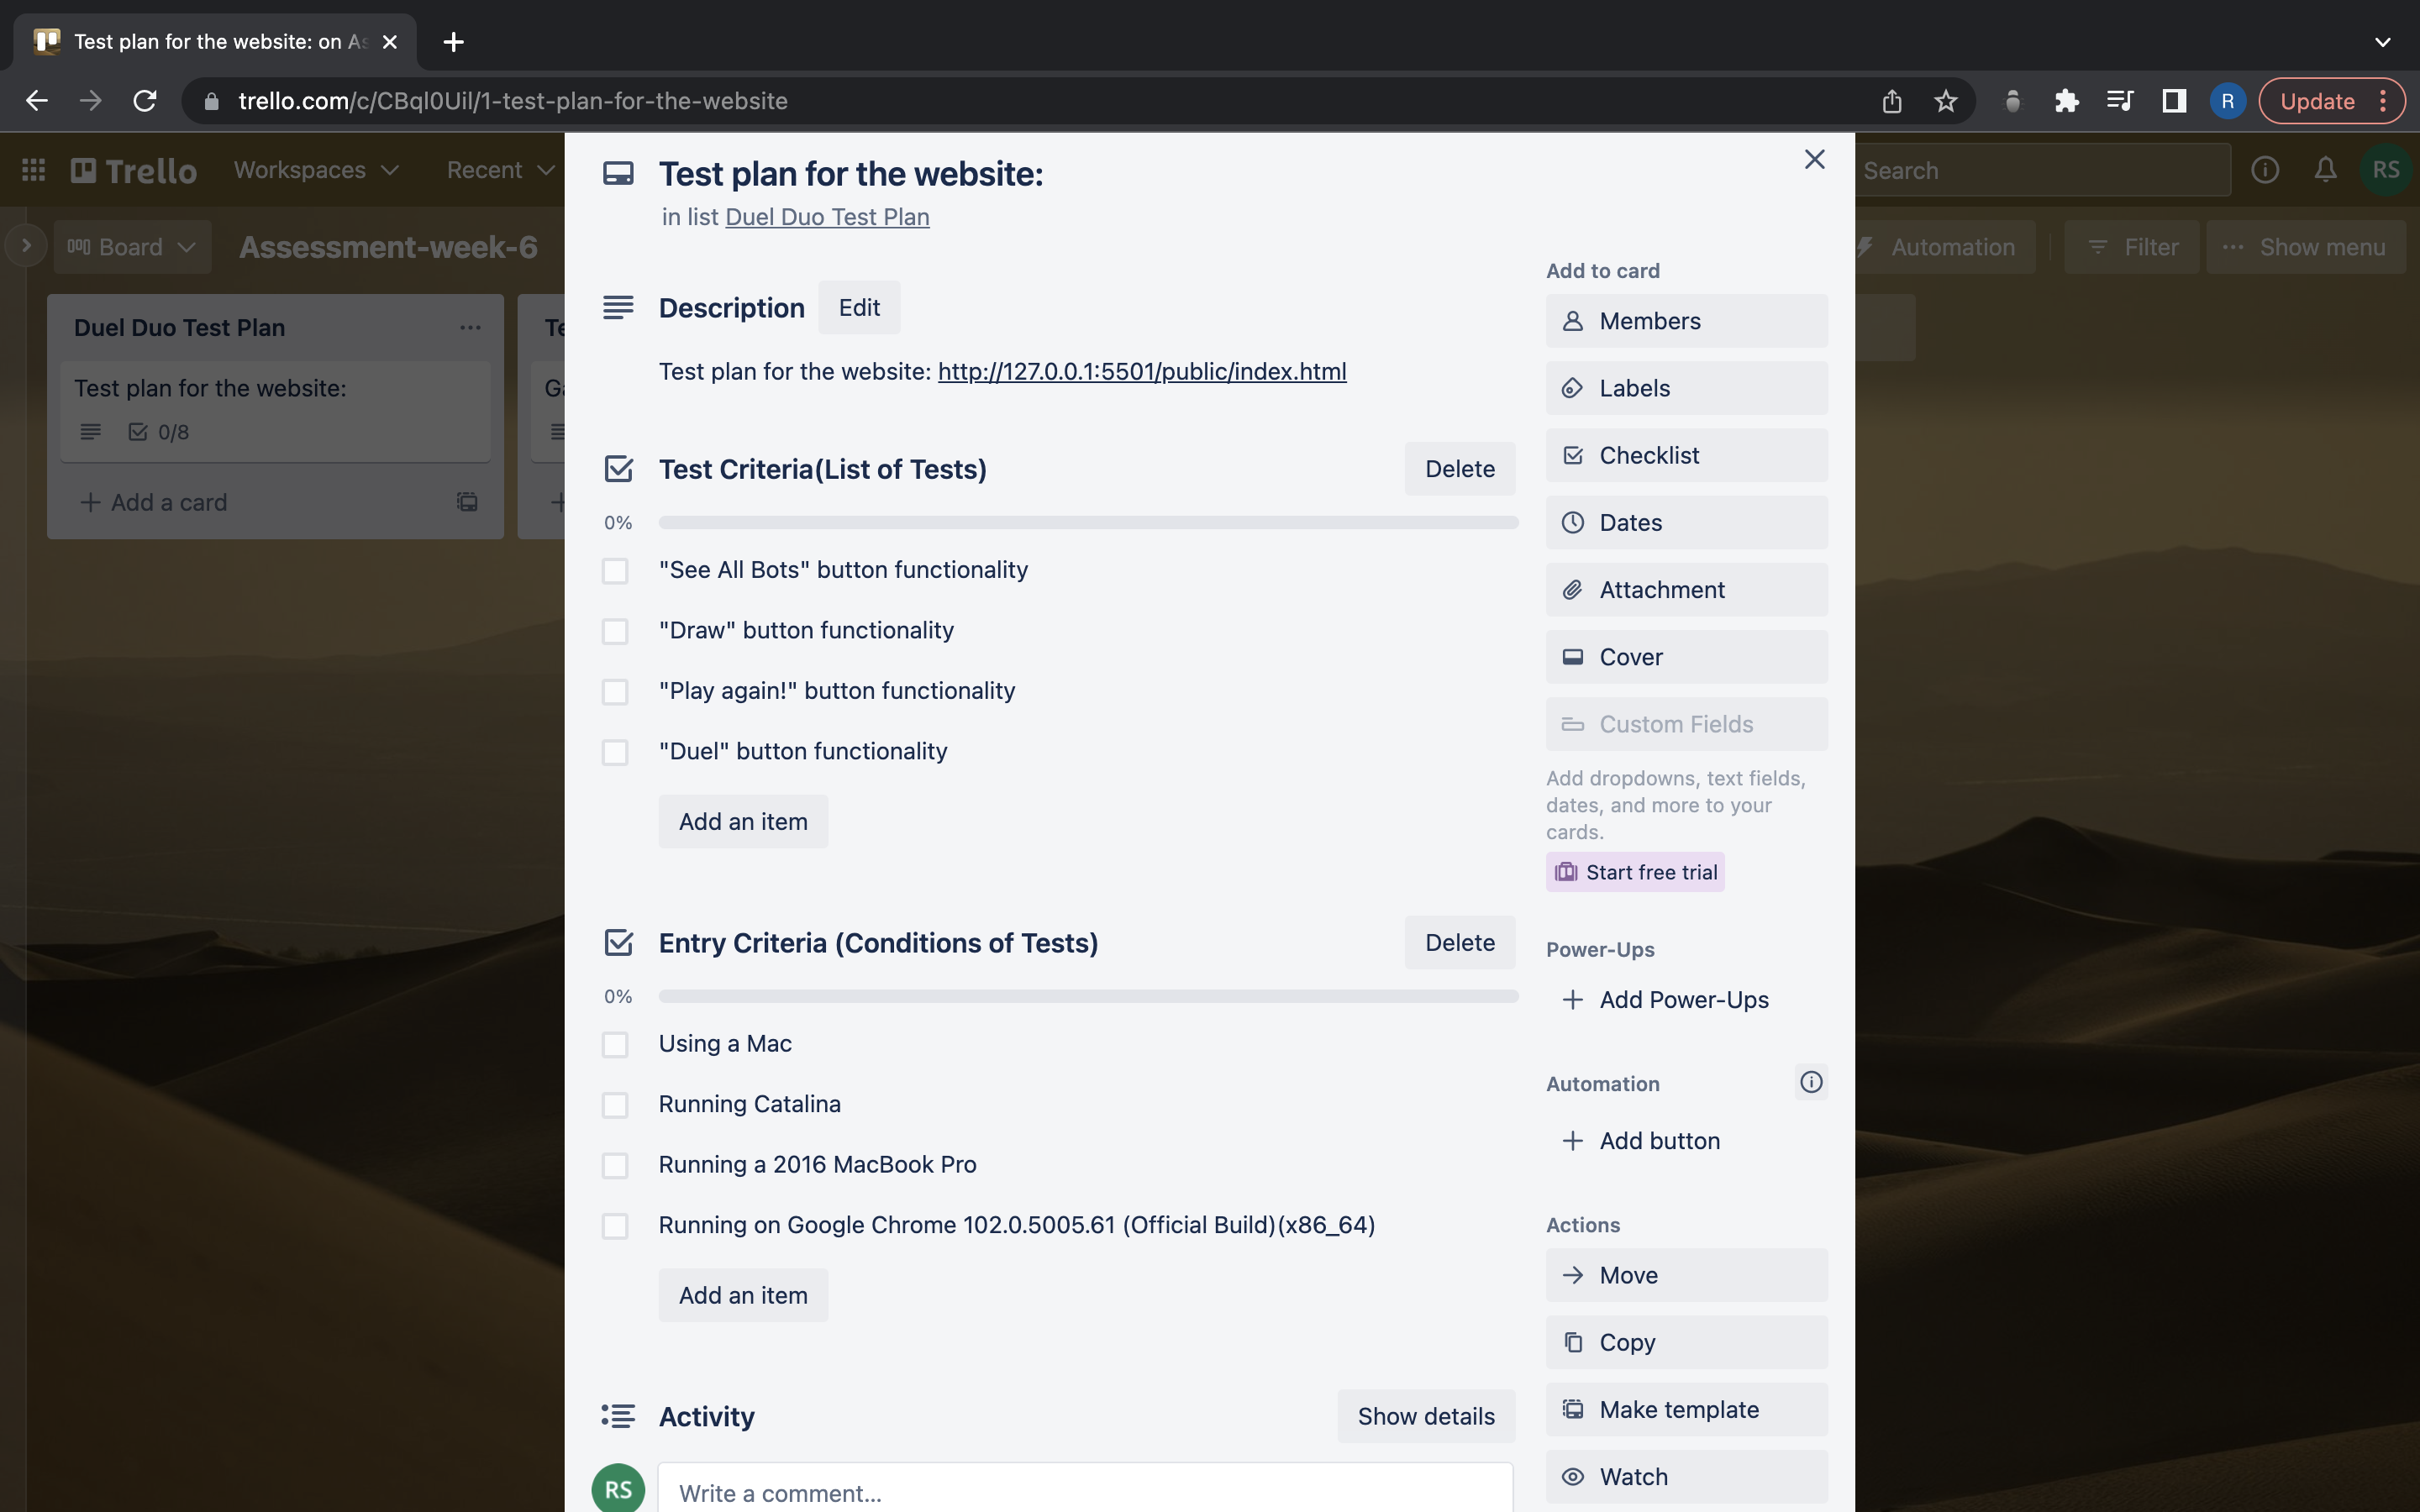 Test plan for the website: on As
trello.com/c/CBql0Uil/1-test-plan-for-the-website
R
Update
Trello
Workspaces
Recent
Search
RS
Board
Assessment-week-6
Automation
Filter
Show menu
Duel Duo Test Plan
Test plan for the website:
0/8
Add a card
Test plan for the website:
in list Duel Duo Test Plan
Description
Edit
Test plan for the website: http://127.0.0.1:5501/public/index.html
Test Criteria(List of Tests)
Delete
0%
"See All Bots" button functionality
"Draw" button functionality
"Play again!" button functionality
"Duel" button functionality
Add an item
Entry Criteria (Conditions of Tests)
Delete
0%
Using a Mac
Running Catalina
Running a 2016 MacBook Pro
Running on Google Chrome 102.0.5005.61 (Official Build)(x86_64)
Add an item
Activity
Show details
RS
Write a comment...
Add to card
Members
Labels
Checklist
Dates
Attachment
Cover
Custom Fields
Add dropdowns, text fields,
dates, and more to your
cards.
Start free trial
Power-Ups
Add Power-Ups
Automation
Add button
Actions
Move
Copy
Make template
Watch